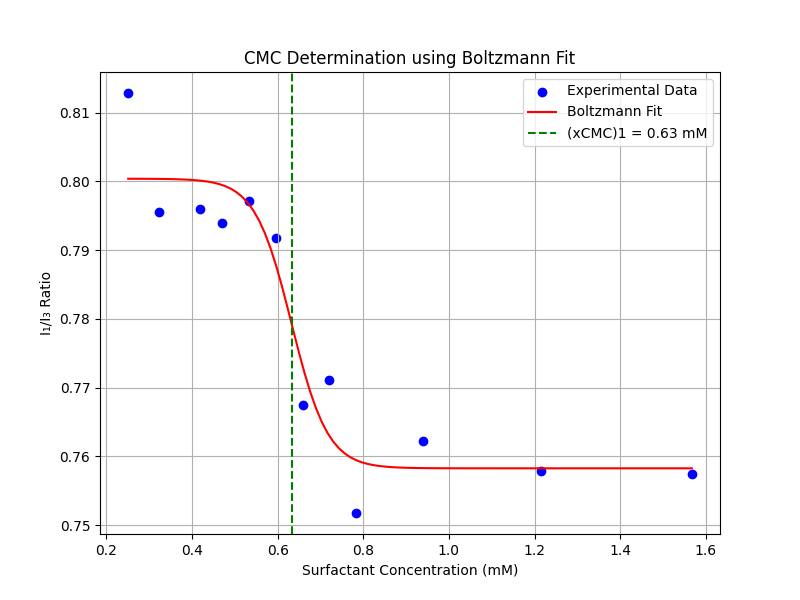 CMC Determination using Boltzmann Fit
Experimental Data
Boltzmann Fit
(xCMC)1 = 0.63 mM
I₁/I₃ Ratio
0.81
0.80
0.79
0.78
0.77
0.76
0.75
0.2 0.4 0.6 0.8 1.0 1.2 1.4 1.6
Surfactant Concentration (mM)